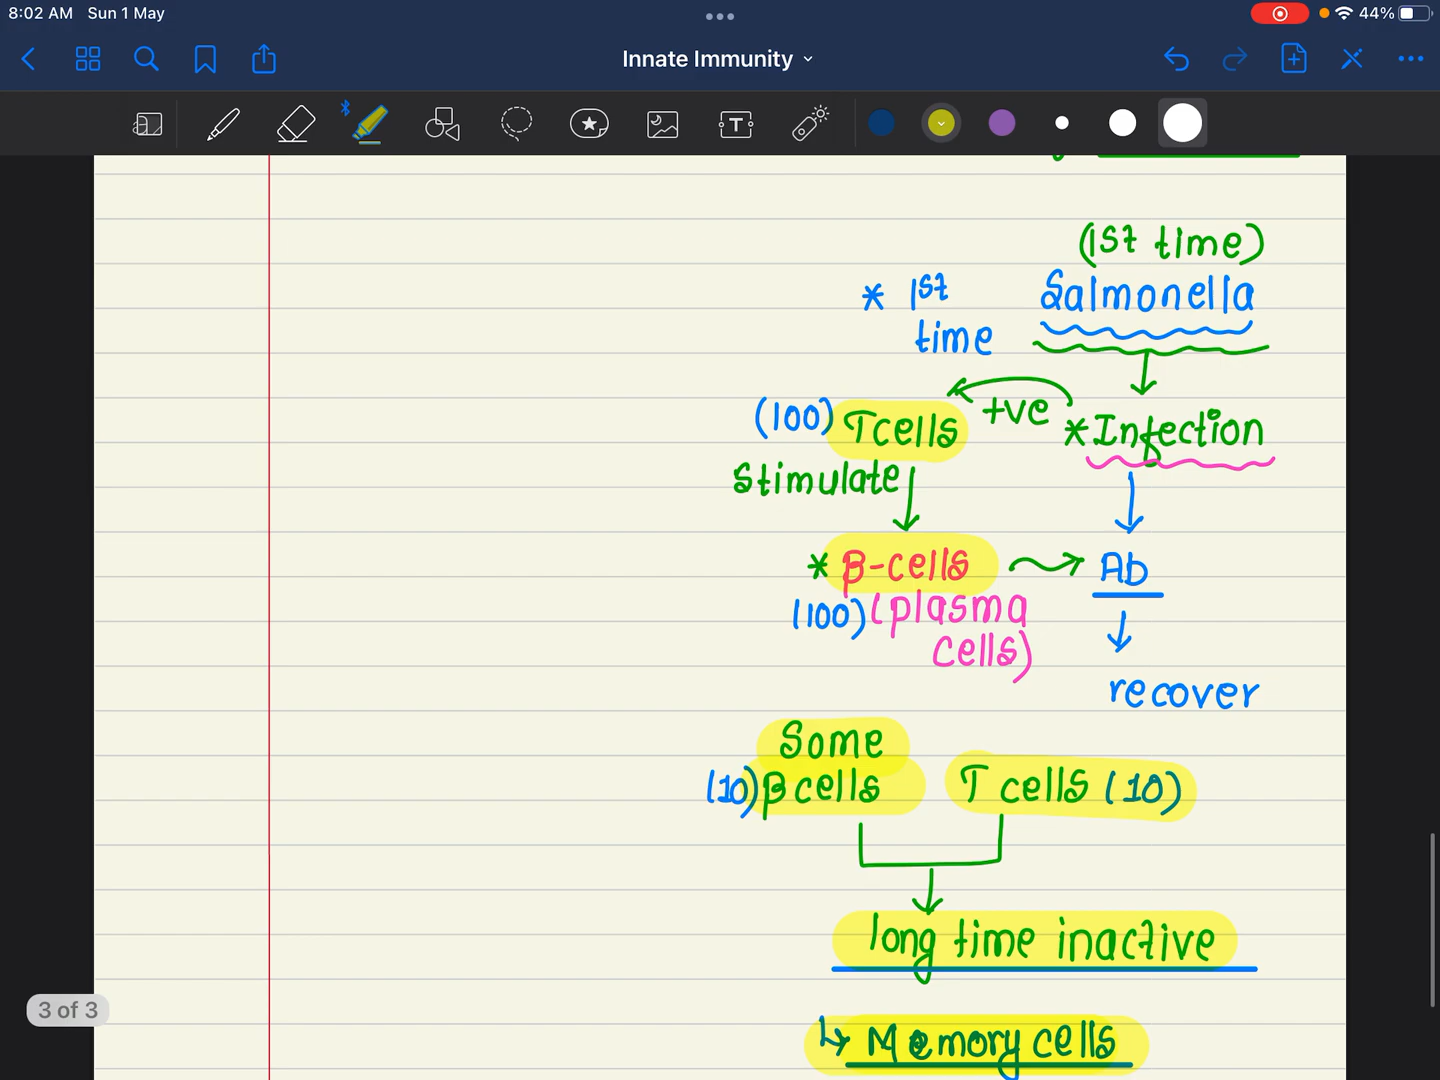 8:02 AM Sun 1 May
44%
Innate Immunity
T
(1st time)
* 1st time
Salmonella
(100) T cells
+ve
*Infection
Stimulate
* B-cells
Ab
(100) (plasma cells)
recover
Some
(10) B cells
T cells (10)
long time inactive
↳ Memory cells
3 of 3